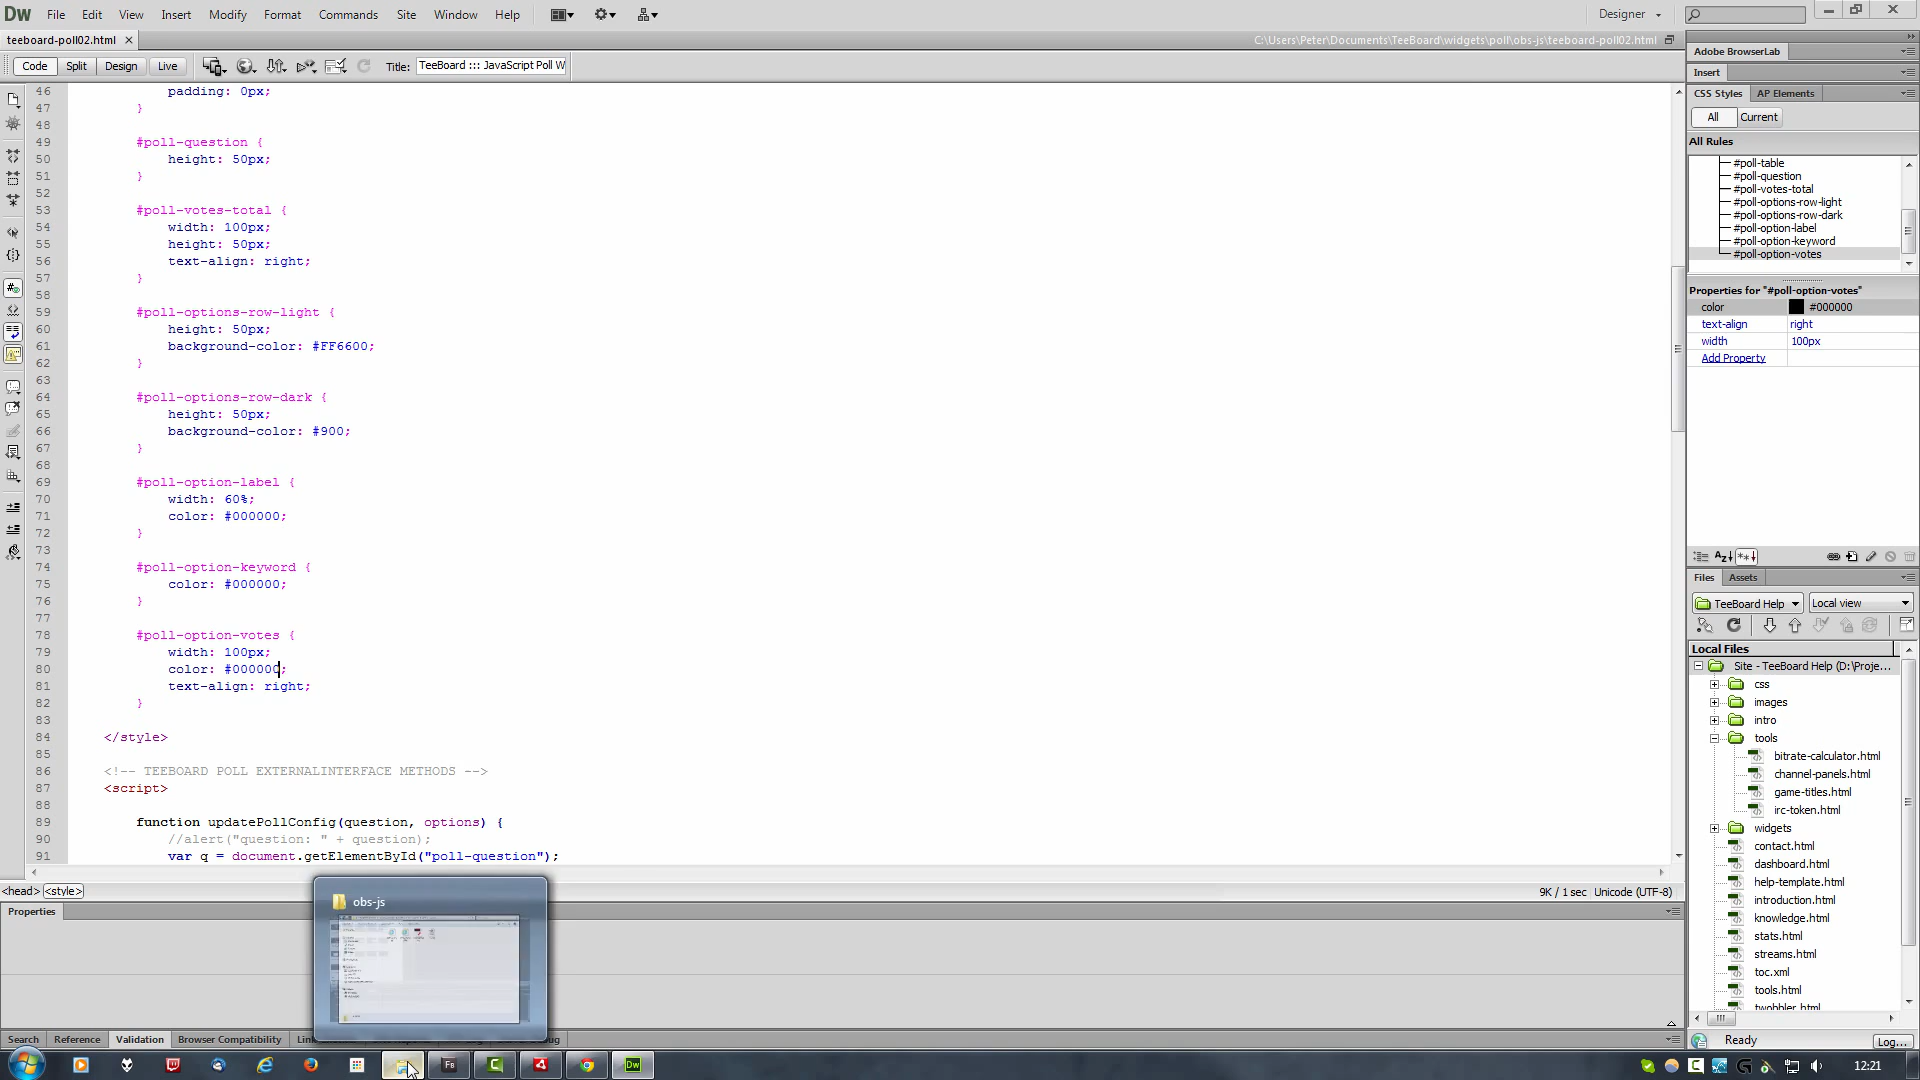 Dw File Edit View Insert Modify Format Commands Site Window Help Designer
teeboard-poll02.html × C:\Users\Peter\Documents\TeeBoard\widgets\poll\obs-js\teeboard-poll02.html
Code Split Design Live Title: TeeBoard ::: JavaScript Poll W
46 padding: 0px;
47 }
48
49 #poll-question {
50 height: 50px;
51 }
52
53 #poll-votes-total {
54 width: 100px;
55 height: 50px;
56 text-align: right;
57 }
58
59 #poll-options-row-light {
60 height: 50px;
61 background-color: #FF6600;
62 }
63
64 #poll-options-row-dark {
65 height: 50px;
66 background-color: #900;
67 }
68
69 #poll-option-label {
70 width: 60%;
71 color: #000000;
72 }
73
74 #poll-option-keyword {
75 color: #000000;
76 }
77
78 #poll-option-votes {
79 width: 100px;
80 color: #000000;
81 text-align: right;
82 }
83
84 </style>
85
86 <!-- TEEBOARD POLL EXTERNALINTERFACE METHODS -->
87 <script>
88
89 function updatePollConfig(question, options) {
90 //alert("question: " + question);
91 var q = document.getElementById("poll-question");
<head> <style> 9K / 1 sec Unicode (UTF-8)
Properties
obs-js
Search Reference Validation Browser Compatibility
Adobe BrowserLab
Insert
CSS Styles AP Elements
All Current
All Rules
#poll-table
#poll-question
#poll-votes-total
#poll-options-row-light
#poll-options-row-dark
#poll-option-label
#poll-option-keyword
#poll-option-votes
Properties for "#poll-option-votes"
color #000000
text-align right
width 100px
Add Property
Files Assets
TeeBoard Help Local view
Local Files
Site - TeeBoard Help (D:\Proje...
css
images
intro
tools
bitrate-calculator.html
channel-panels.html
game-titles.html
irc-token.html
widgets
contact.html
dashboard.html
help-template.html
introduction.html
knowledge.html
stats.html
streams.html
toc.xml
tools.html
twobbler.html
Ready Log...
Fb Dw 12:21